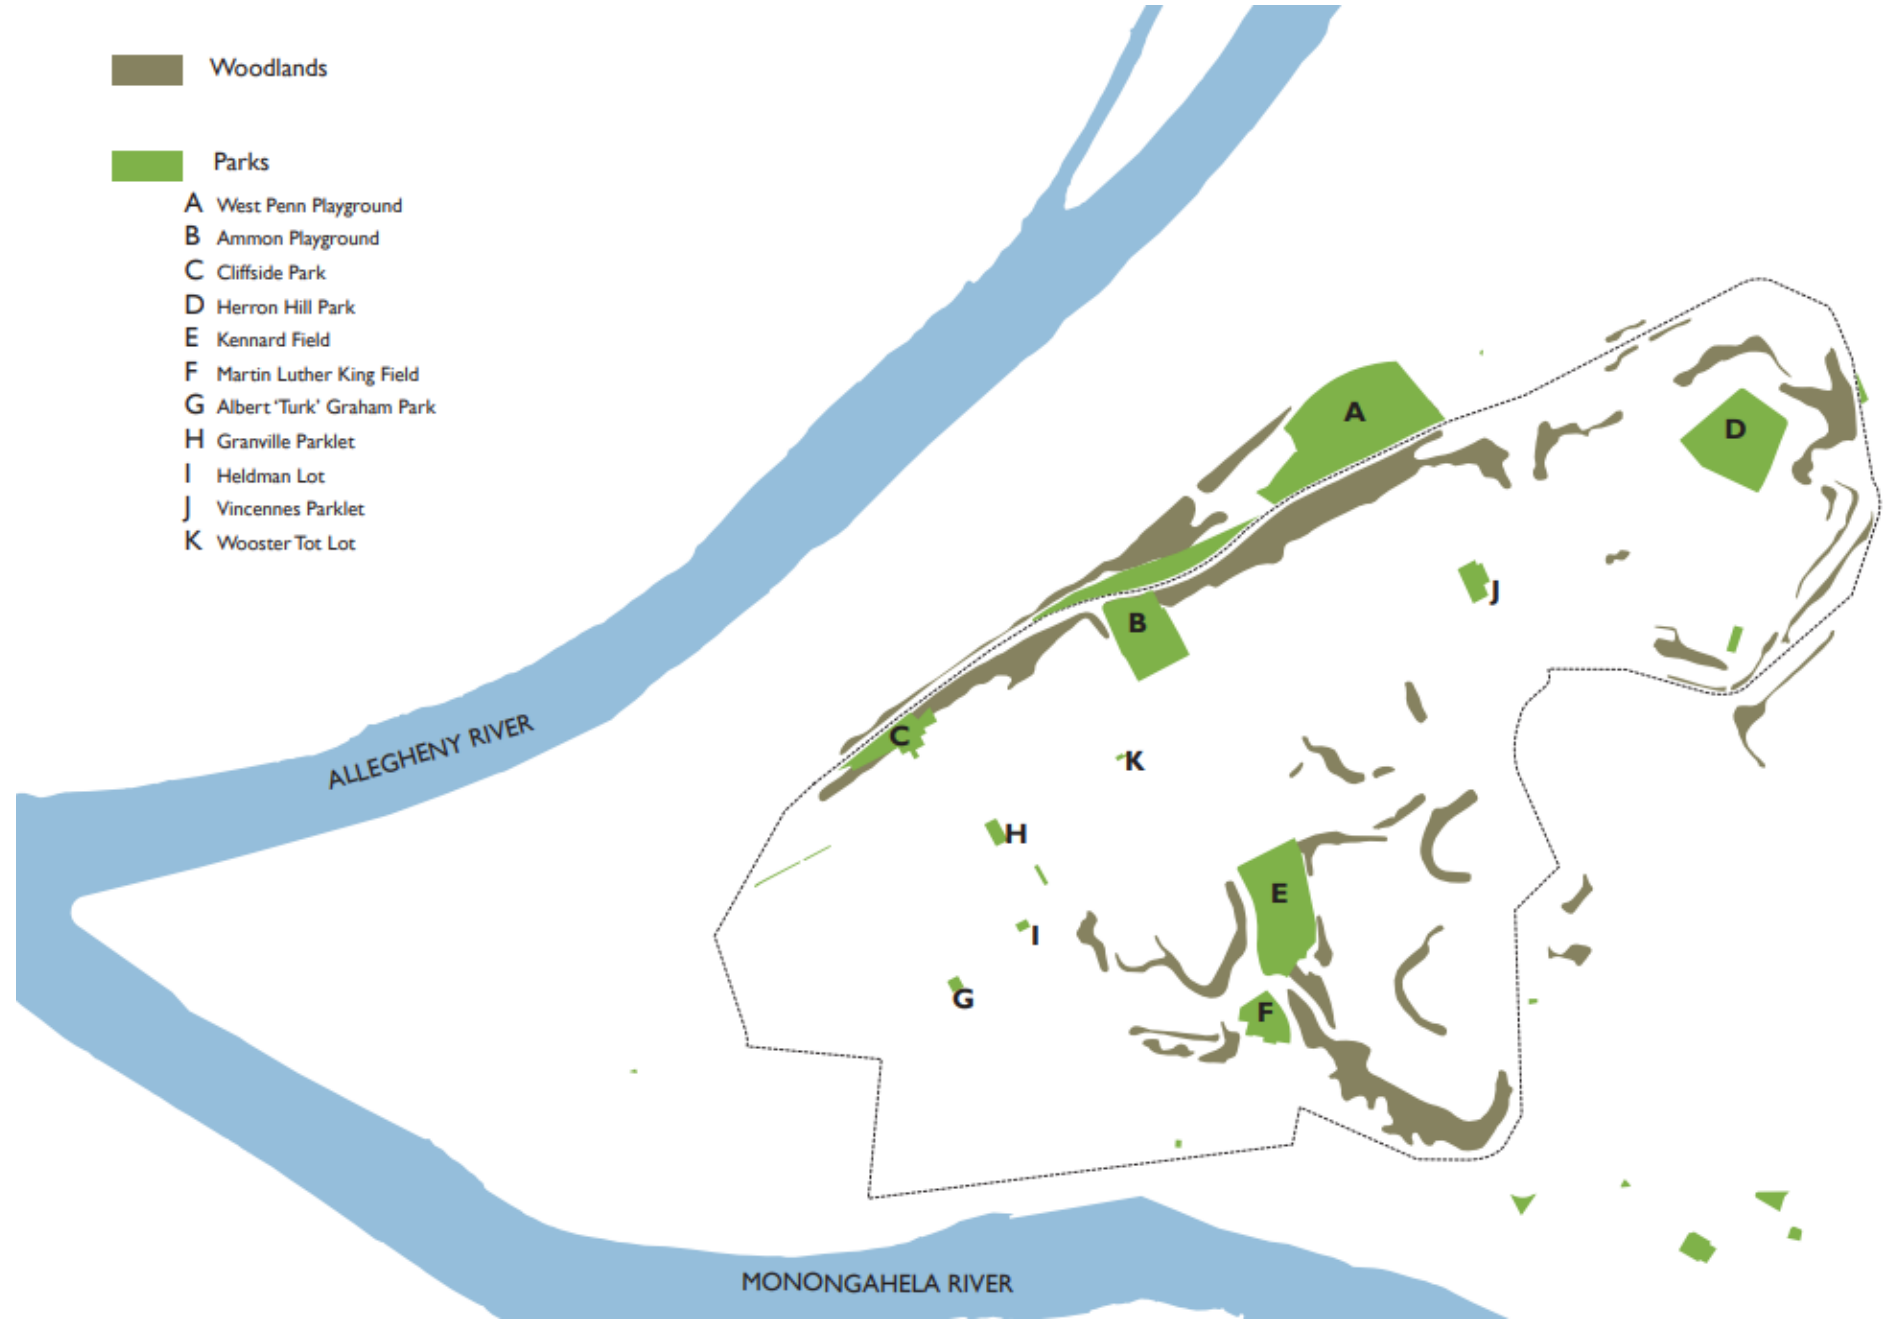 Woodlands
Parks
A West Penn Playground
B Ammon Playground
C Cliffside Park
D Herron Hill Park
E Kennard Field
F Martin Luther King Field
G Albert ‘Turk’ Graham Park
H Granville Parklet
I Heldman Lot
J Vincennes Parklet
K Wooster Tot Lot
A
D
J
B
C
K
H
E
I
G
F
ALLEGHENY RIVER
MONONGAHELA RIVER